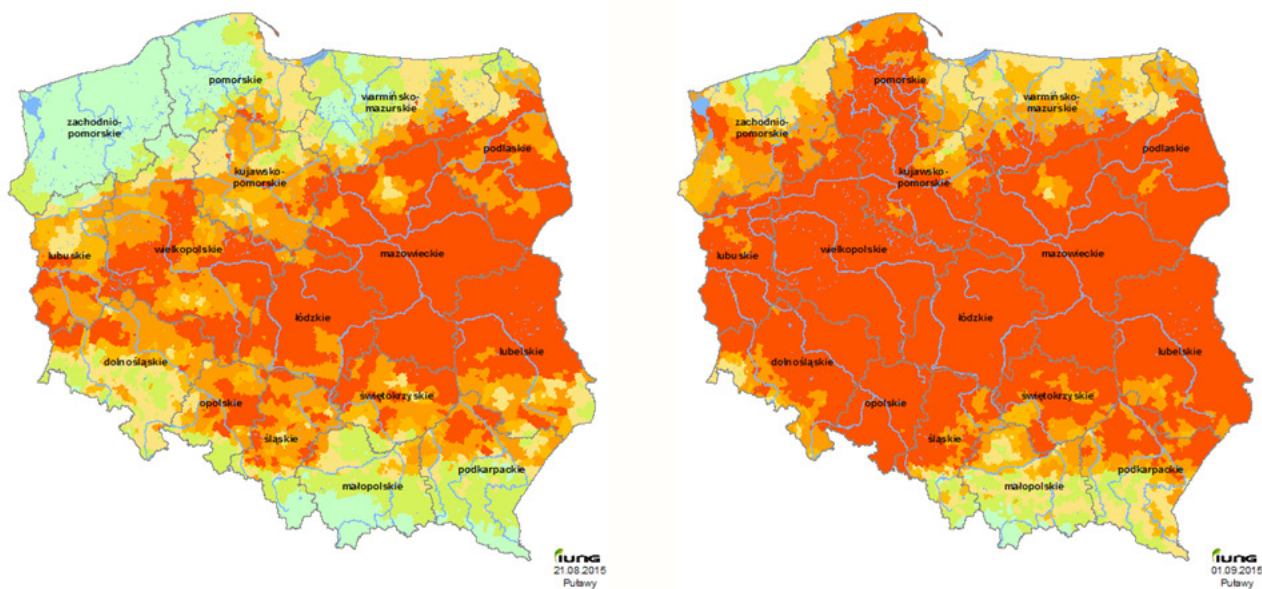 pomorskie
warmińsko-
mazurskie
zachodnio-
pomorskie
podlaskie
kujawsko-
pomorskie
wielkopolskie
mazowieckie
lubuskie
łódzkie
lubelskie
dolnośląskie
świętokrzyskie
opolskie
śląskie
podkarpackie
małopolskie
IUNG
21.08.2015
Puławy
pomorskie
warmińsko-
mazurskie
zachodnio-
pomorskie
podlaskie
kujawsko-
pomorskie
wielkopolskie
mazowieckie
lubuskie
łódzkie
lubelskie
dolnośląskie
świętokrzyskie
opolskie
śląskie
podkarpackie
małopolskie
IUNG
01.09.2015
Puławy